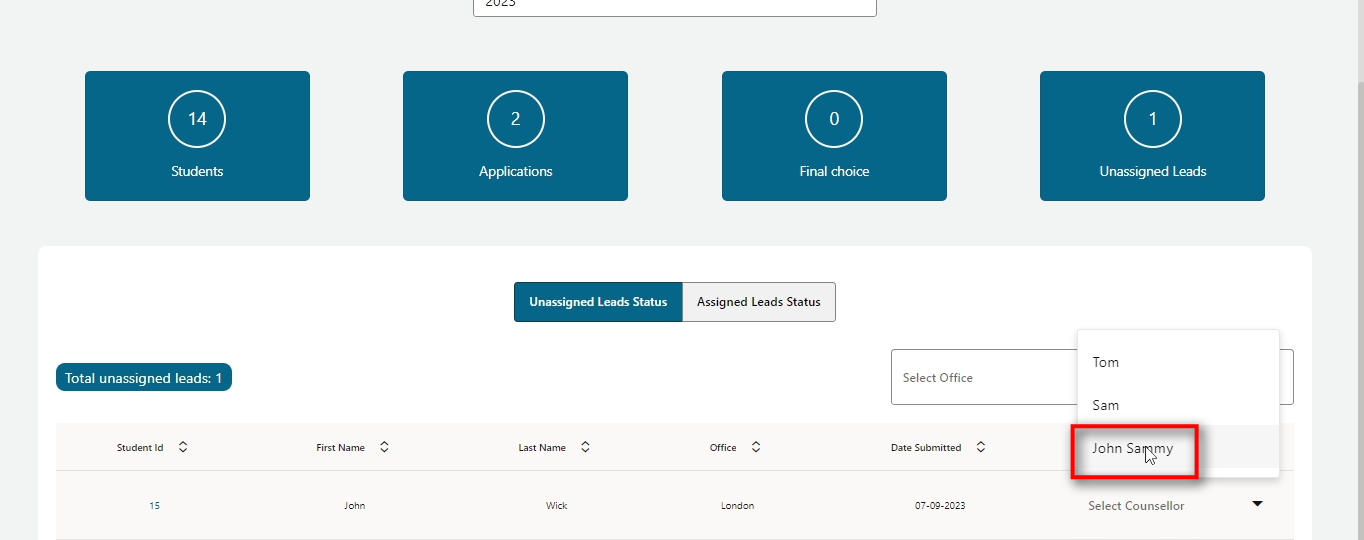 2023
14
Students
2
Applications
0
Final choice
1
Unassigned Leads
Unassigned Leads Status
Assigned Leads Status
Total unassigned leads: 1
Select Office
Tom
Sam
John Sammy
Student Id
First Name
Last Name
Office
Date Submitted
15
John
Wick
London
07-09-2023
Select Counsellor